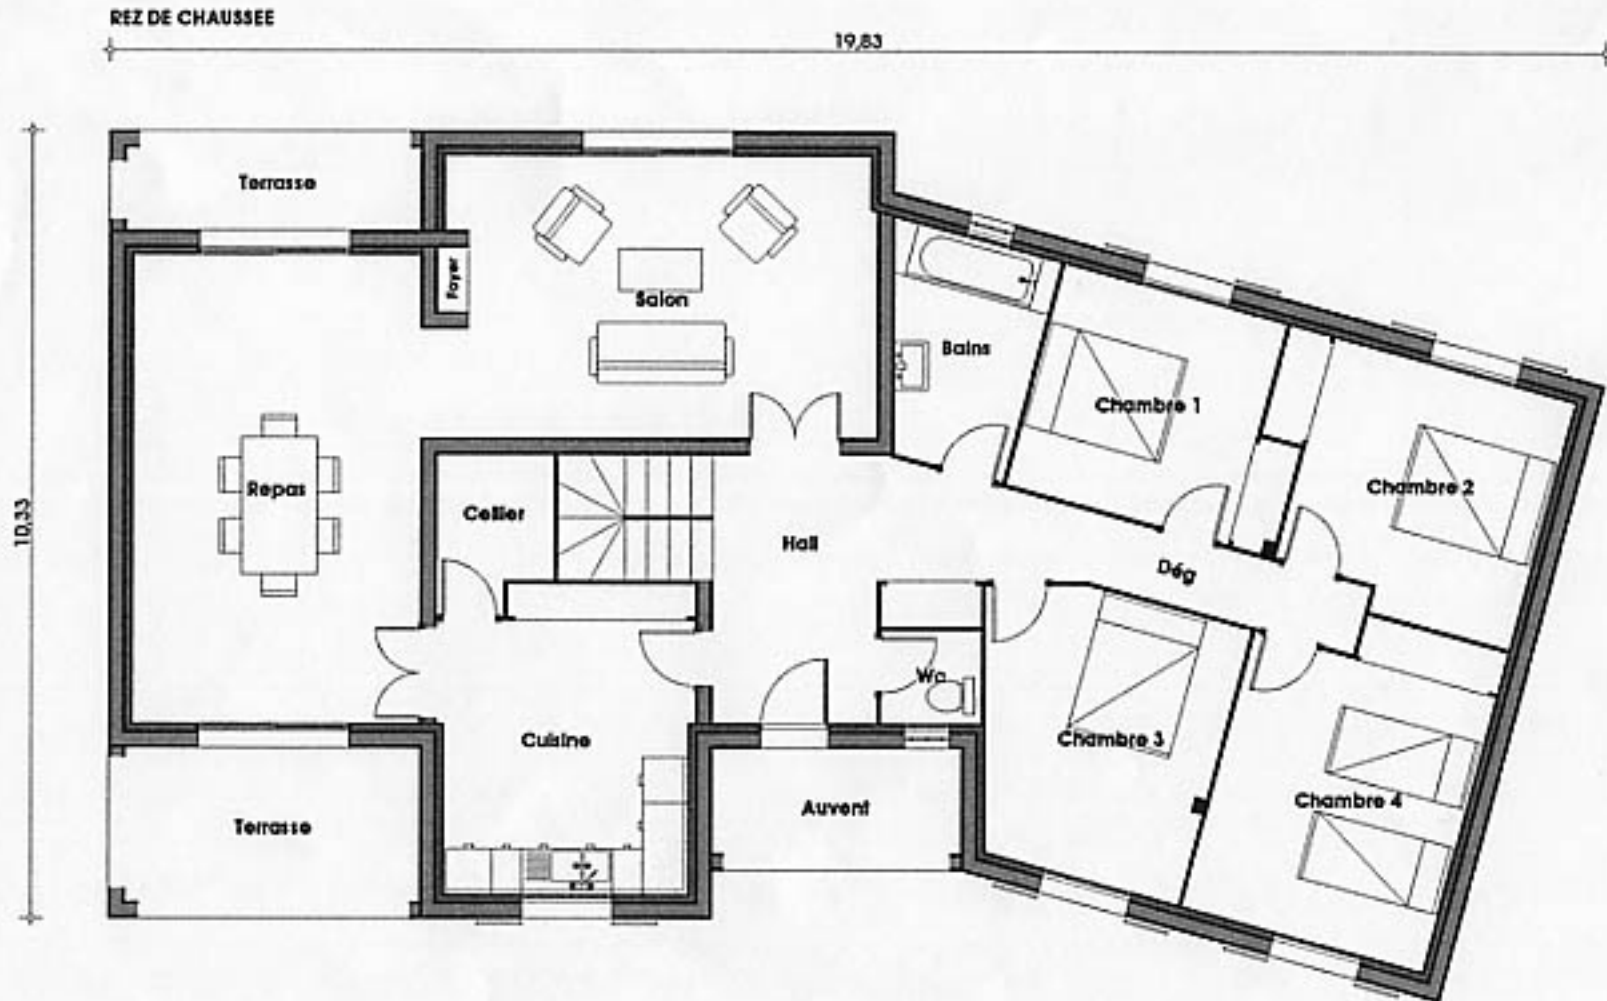 REZ DE CHAUSSEE
19,83
Terrasse
Foyer
Salon
Bains
Chambre 1
Chambre 2
10,33
Repas
Cellier
Hall
Dég
Wc
Cuisine
Chambre 3
Auvent
Chambre 4
Terrasse